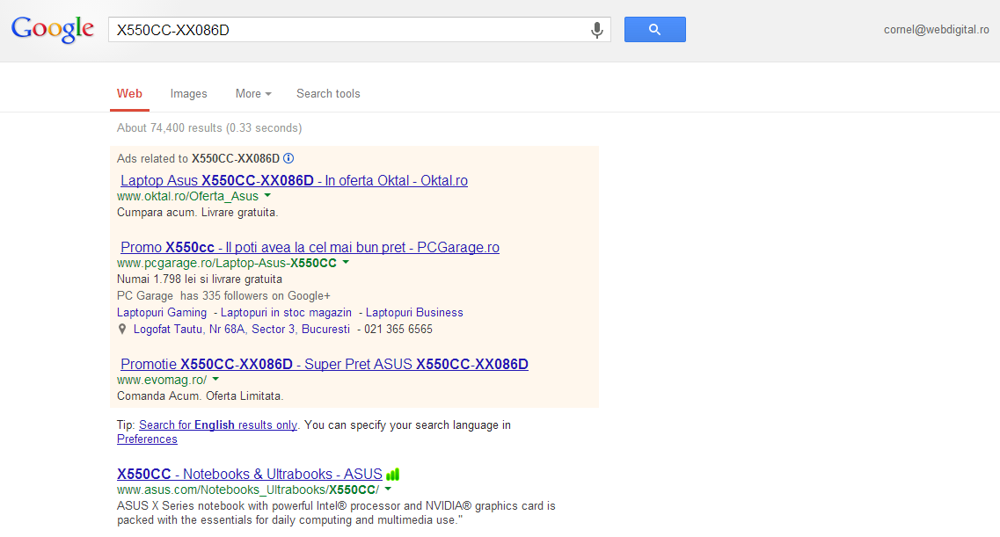 Google X550CC-XX086D cornel@webdigital.ro
Web Images More Search tools
About 74,400 results (0.33 seconds)
Ads related to X550CC-XX086D
Laptop Asus X550CC-XX086D - In oferta Oktal - Oktal.ro
www.oktal.ro/Oferta_Asus
Cumpara acum. Livrare gratuita.
Promo X550cc - Il poti avea la cel mai bun pret - PCGarage.ro
www.pcgarage.ro/Laptop-Asus-X550CC
Numai 1.798 lei si livrare gratuita
PC Garage has 335 followers on Google+
Laptopuri Gaming - Laptopuri in stoc magazin - Laptopuri Business
Logofat Tautu, Nr 68A, Sector 3, Bucuresti - 021 365 6565
Promotie X550CC-XX086D - Super Pret ASUS X550CC-XX086D
www.evomag.ro/
Comanda Acum. Oferta Limitata.
Tip: Search for English results only. You can specify your search language in
Preferences
X550CC - Notebooks & Ultrabooks - ASUS
www.asus.com/Notebooks_Ultrabooks/X550CC/
ASUS X Series notebook with powerful Intel® processor and NVIDIA® graphics card is
packed with the essentials for daily computing and multimedia use."